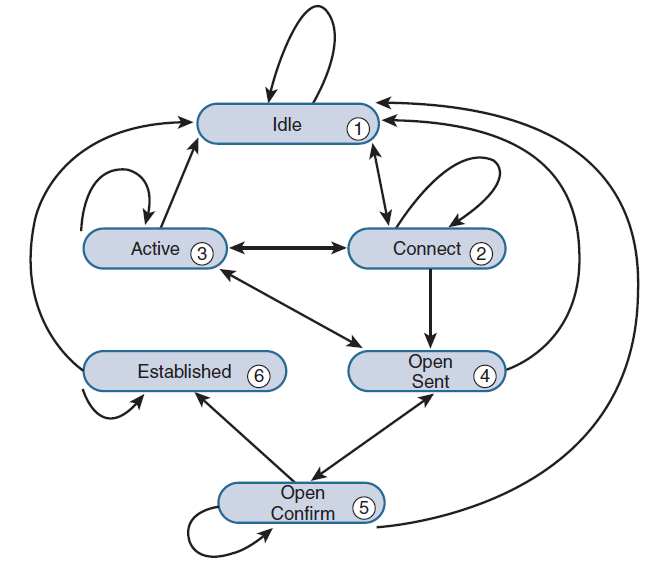 Idle 1
Active 3
Connect 2
Established 6
Open
Sent 4
Open
Confirm 5